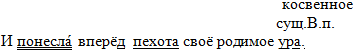 косвенное
сущ.В.п.
И понесла́ вперёд пехота своё родимое ура.